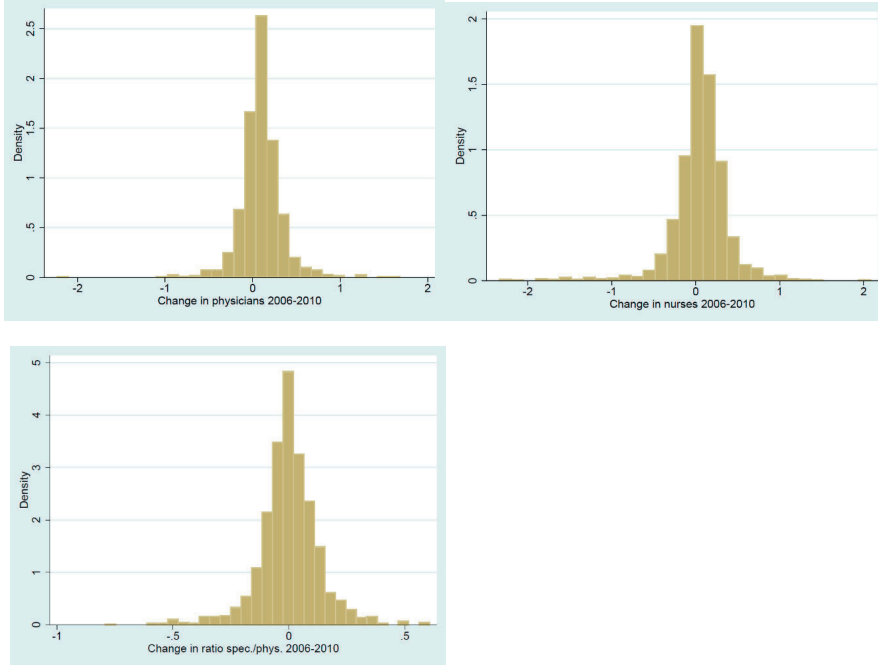 Density
0 .5 1 1.5 2 2.5
-2 -1 0 1 2
Change in physicians 2006-2010
Density
0 .5 1 1.5 2
-2 -1 0 1 2
Change in nurses 2006-2010
Density
0 1 2 3 4 5
-1 -.5 0 .5
Change in ratio spec./phys. 2006-2010